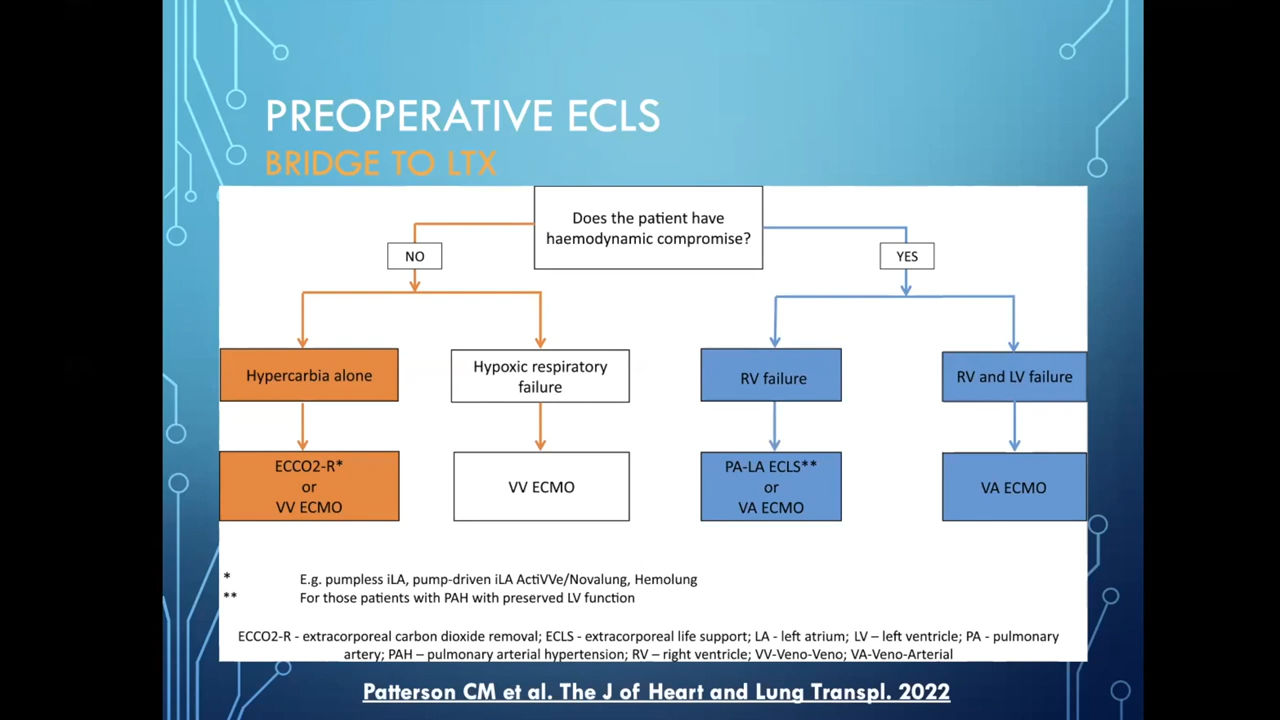 PREOPERATIVE ECLS
BRIDGE TO LTX
Does the patient have
haemodynamic compromise?
NO
YES
Hypercarbia alone
Hypoxic respiratory
failure
RV failure
RV and LV failure
ECCO2-R*
or
VV ECMO
VV ECMO
PA-LA ECLS**
or
VA ECMO
VA ECMO
* E.g. pumpless iLA, pump-driven iLA ActiVVe/Novalung, Hemolung
** For those patients with PAH with preserved LV function
ECCO2-R - extracorporeal carbon dioxide removal; ECLS - extracorporeal life support; LA - left atrium; LV – left ventricle; PA - pulmonary
artery; PAH – pulmonary arterial hypertension; RV – right ventricle; VV-Veno-Veno; VA-Veno-Arterial
Patterson CM et al. The J of Heart and Lung Transpl. 2022